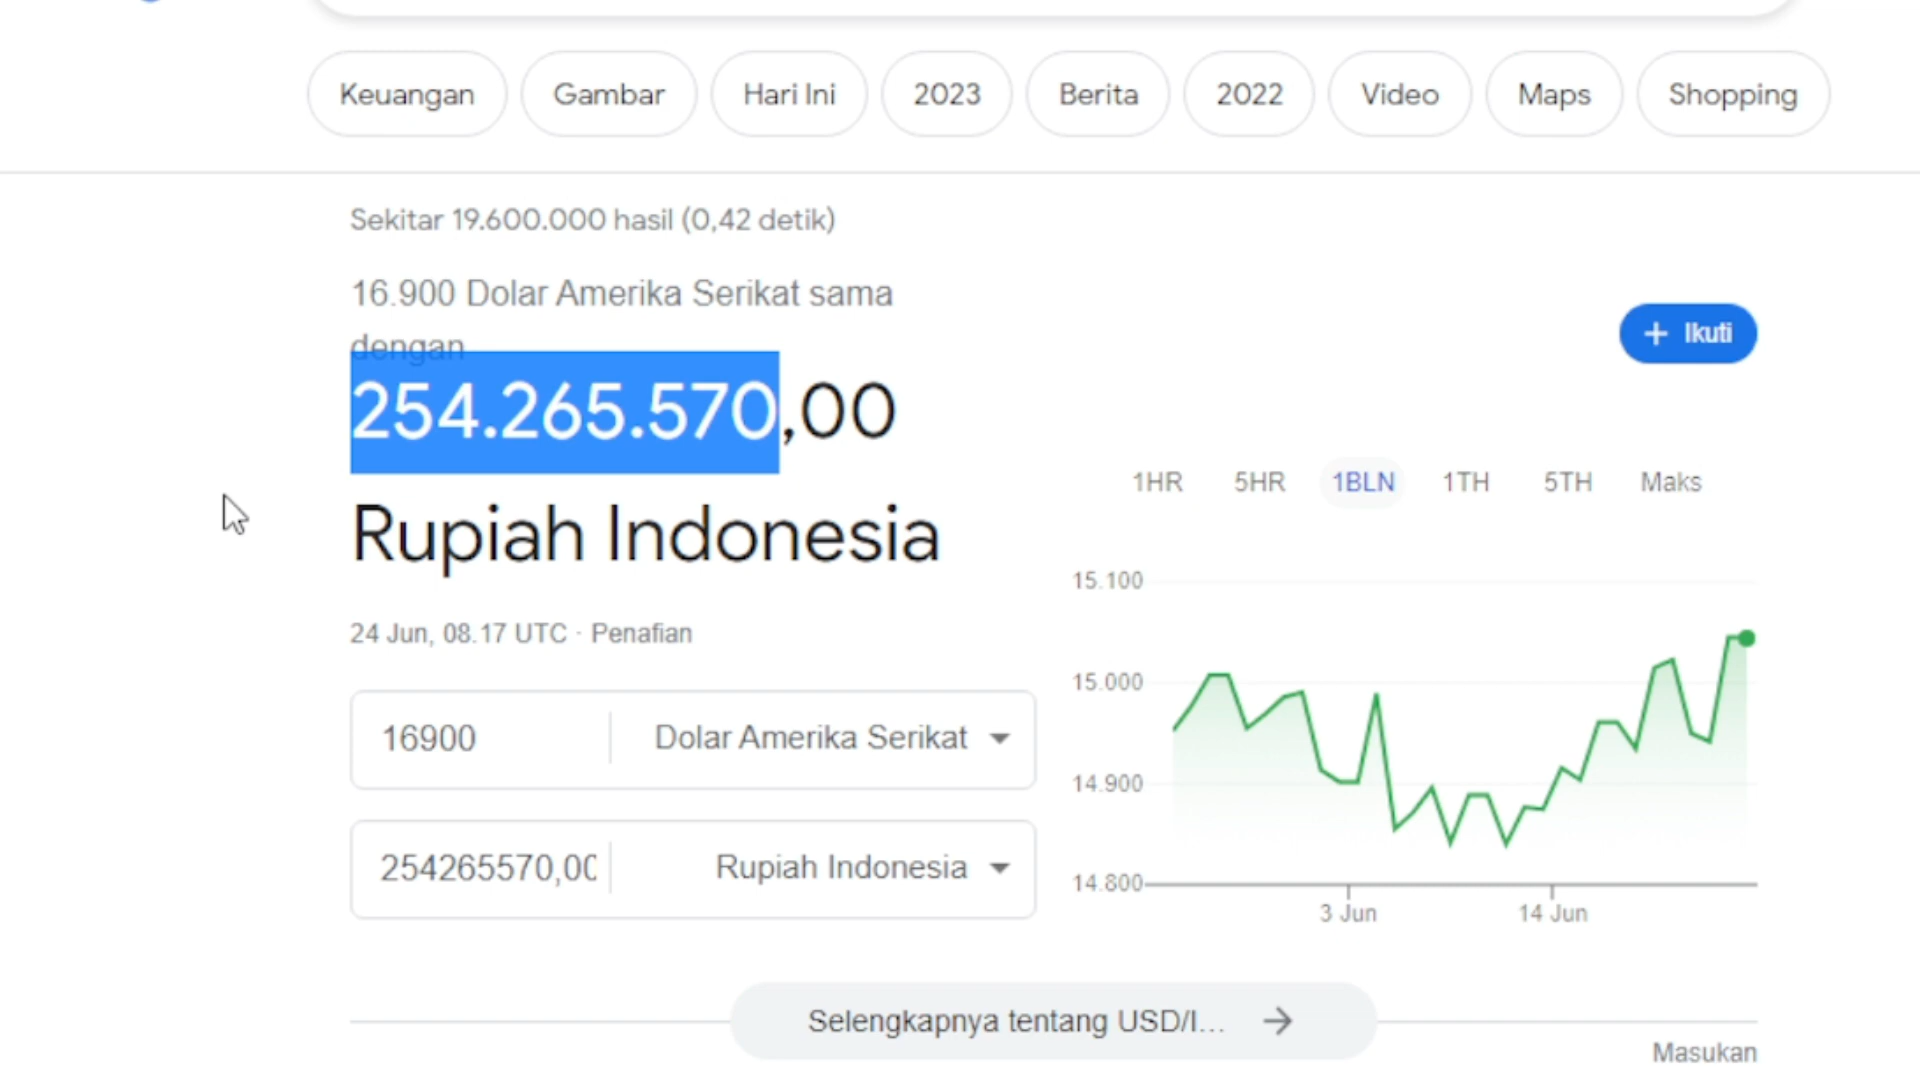 Keuangan Gambar Hari Ini 2023 Berita 2022 Video Maps Shopping
Sekitar 19.600.000 hasil (0,42 detik)
16.900 Dolar Amerika Serikat sama
dengan
254.265.570,00
Rupiah Indonesia
24 Jun, 08.17 UTC · Penafian
16900 Dolar Amerika Serikat
254265570,00 Rupiah Indonesia
+ Ikuti
1HR 5HR 1BLN 1TH 5TH Maks
15.100
15.000
14.900
14.800
3 Jun 14 Jun
Selengkapnya tentang USD/I... →
Masukan